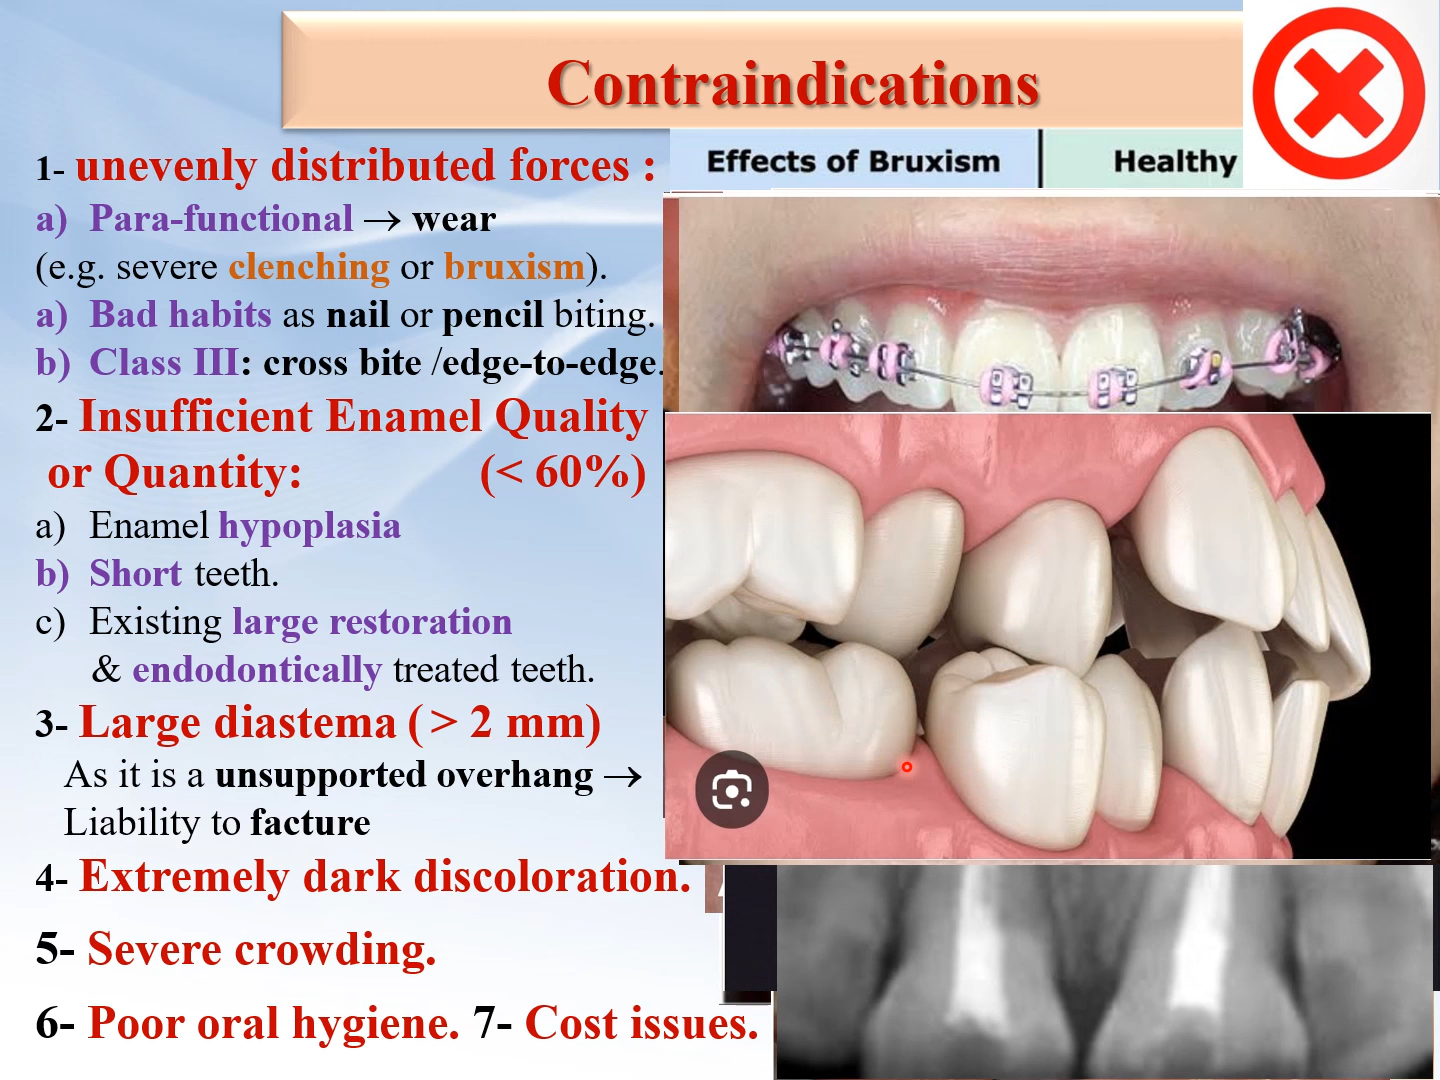 Contraindications
1- unevenly distributed forces :
a) Para-functional → wear
(e.g. severe clenching or bruxism).
a) Bad habits as nail or pencil biting.
b) Class III: cross bite /edge-to-edge.
2- Insufficient Enamel Quality
or Quantity: (< 60%)
a) Enamel hypoplasia
b) Short teeth.
c) Existing large restoration
& endodontically treated teeth.
3- Large diastema ( > 2 mm)
As it is a unsupported overhang →
Liability to facture
4- Extremely dark discoloration.
5- Severe crowding.
6- Poor oral hygiene. 7- Cost issues.
Effects of Bruxism
Healthy